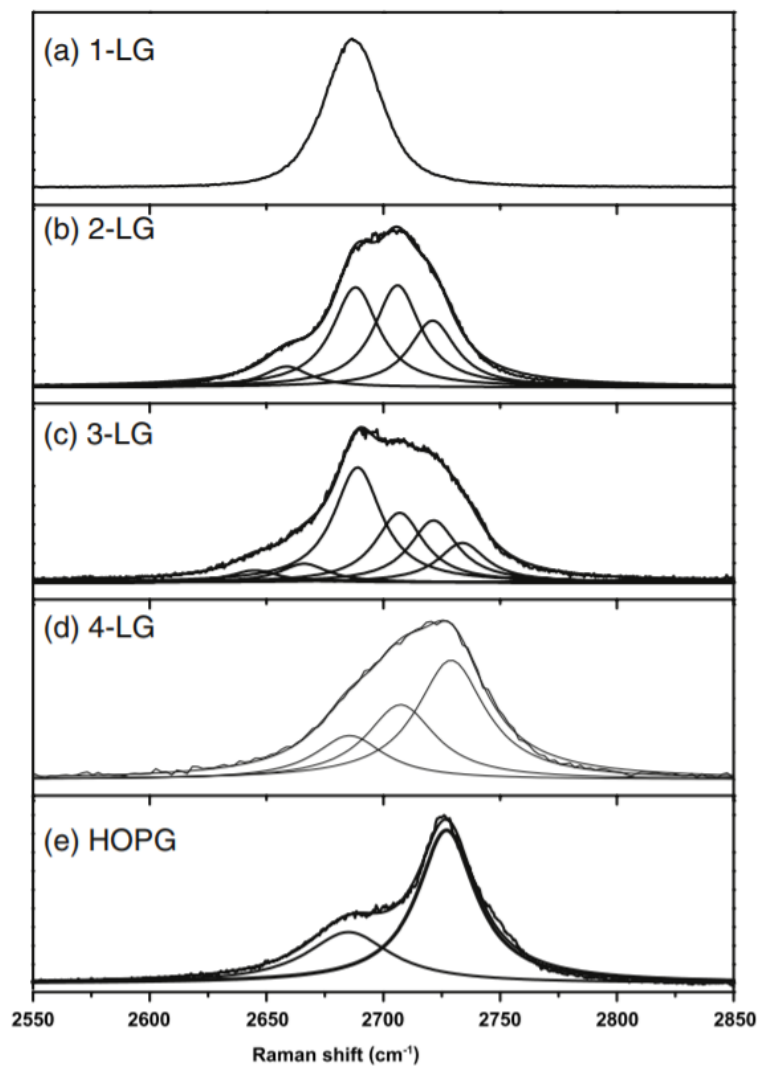 (a) 1-LG
(b) 2-LG
(c) 3-LG
(d) 4-LG
(e) HOPG
2550 2600 2650 2700 2750 2800 2850
Raman shift (cm⁻¹)